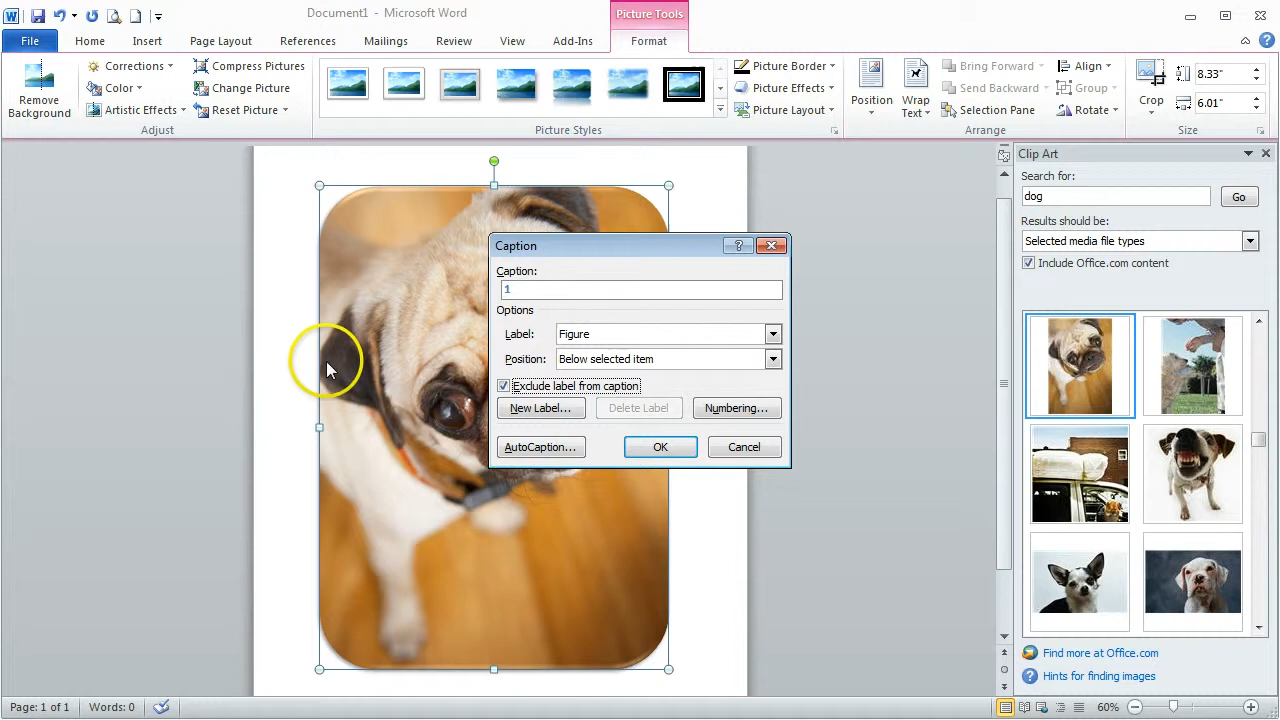 Document1 - Microsoft Word
Picture Tools
File Home Insert Page Layout References Mailings Review View Add-Ins Format
Remove Background
Corrections
Color
Artistic Effects
Compress Pictures
Change Picture
Reset Picture
Adjust
Picture Styles
Picture Border
Picture Effects
Picture Layout
Position
Wrap Text
Bring Forward
Send Backward
Selection Pane
Align
Group
Rotate
Arrange
Crop
8.33"
6.01"
Size
Caption
Caption:
1
Options
Label: Figure
Position: Below selected item
Exclude label from caption
New Label... Delete Label Numbering...
AutoCaption... OK Cancel
Clip Art
Search for:
dog Go
Results should be:
Selected media file types
Include Office.com content
Find more at Office.com
Hints for finding images
Page: 1 of 1 Words: 0 60%